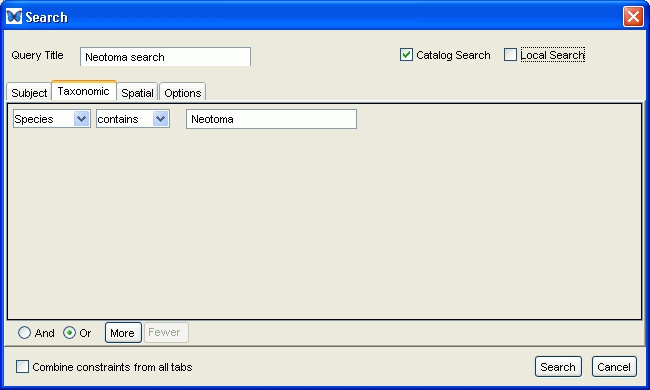 Search
Query Title Neotoma search Catalog Search Local Search
Subject Taxonomic Spatial Options
Species contains Neotoma
And Or More Fewer
Combine constraints from all tabs Search Cancel